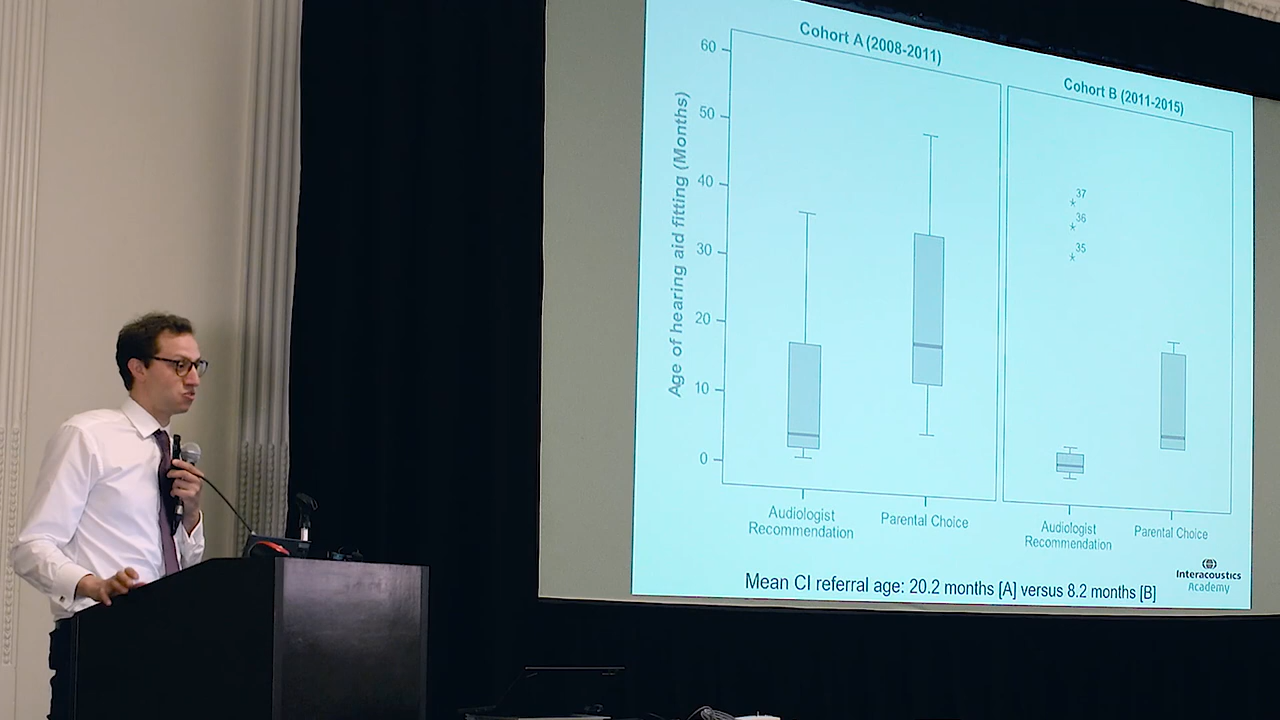 Cohort A (2008-2011)
Cohort B (2011-2015)
Age of hearing aid fitting (Months)
60
50
40
30
20
10
0
37
36
35
Audiologist
Recommendation
Parental Choice
Audiologist
Recommendation
Parental Choice
Interacoustics
Academy
Mean CI referral age: 20.2 months [A] versus 8.2 months [B]